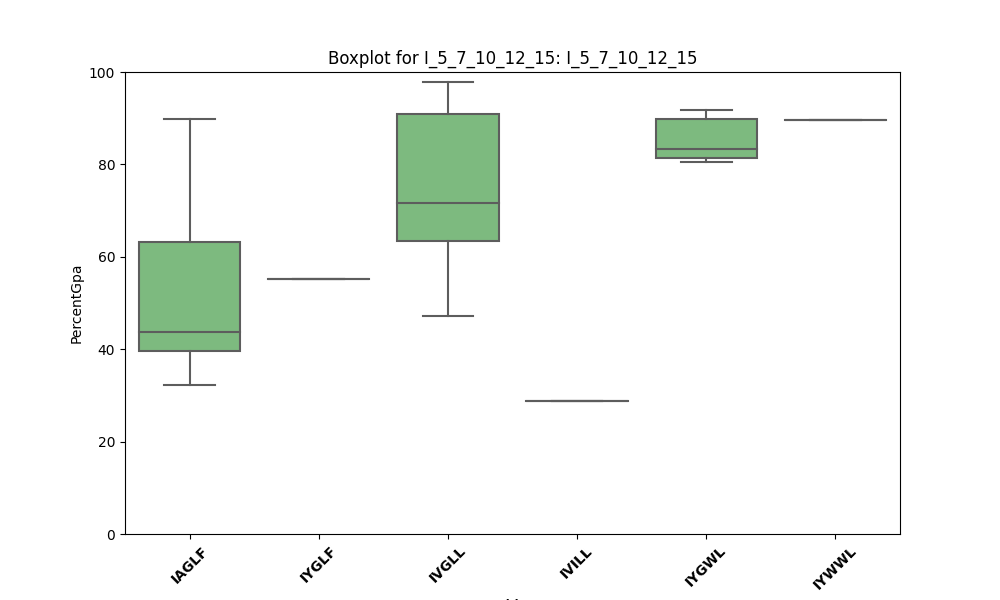 Boxplot for I_5_7_10_12_15: I_5_7_10_12_15
100
80
60
40
20
0
PercentGpa
IAGLF
IYGLF
IVGLL
IVILL
IYGWL
IYWWL